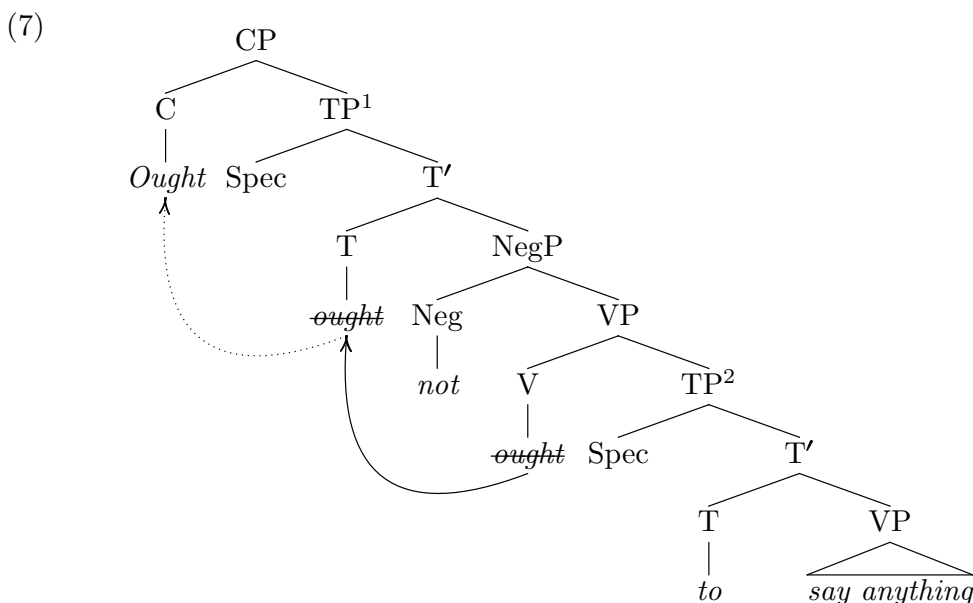 (7)
CP
C TP¹
Ought Spec T′
T NegP
ought Neg VP
not V TP²
ought Spec T′
T VP
to say anything